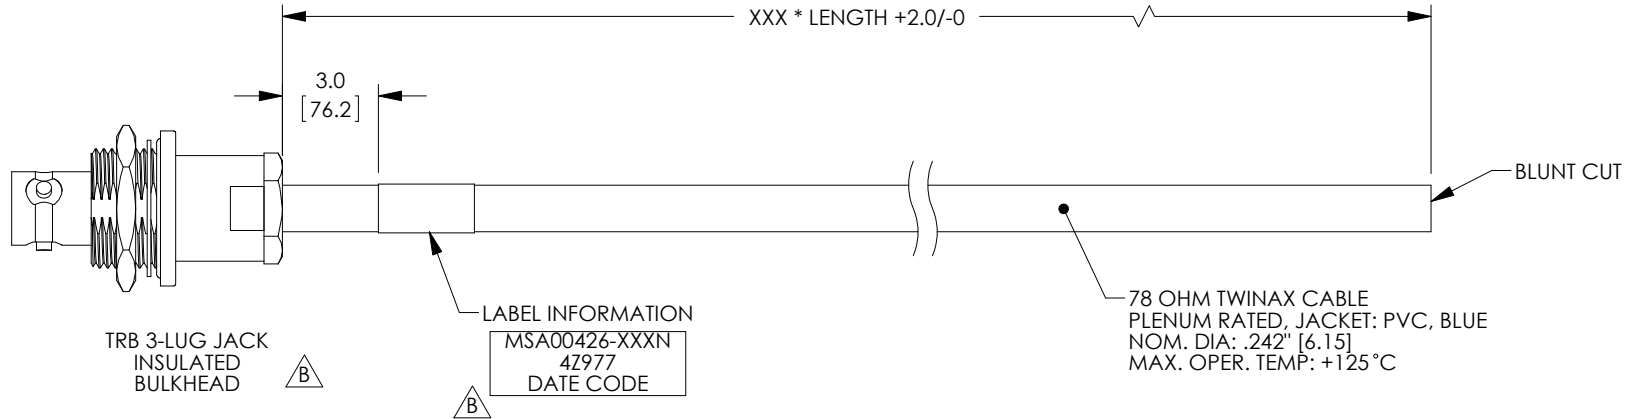 XXX * LENGTH +2.0/-0
3.0
[76.2]
BLUNT CUT
LABEL INFORMATION
MSA00426-XXXN
4Z977
DATE CODE
78 OHM TWINAX CABLE
PLENUM RATED, JACKET: PVC, BLUE
NOM. DIA: .242" [6.15]
MAX. OPER. TEMP: +125°C
TRB 3-LUG JACK
INSULATED
BULKHEAD
B
B